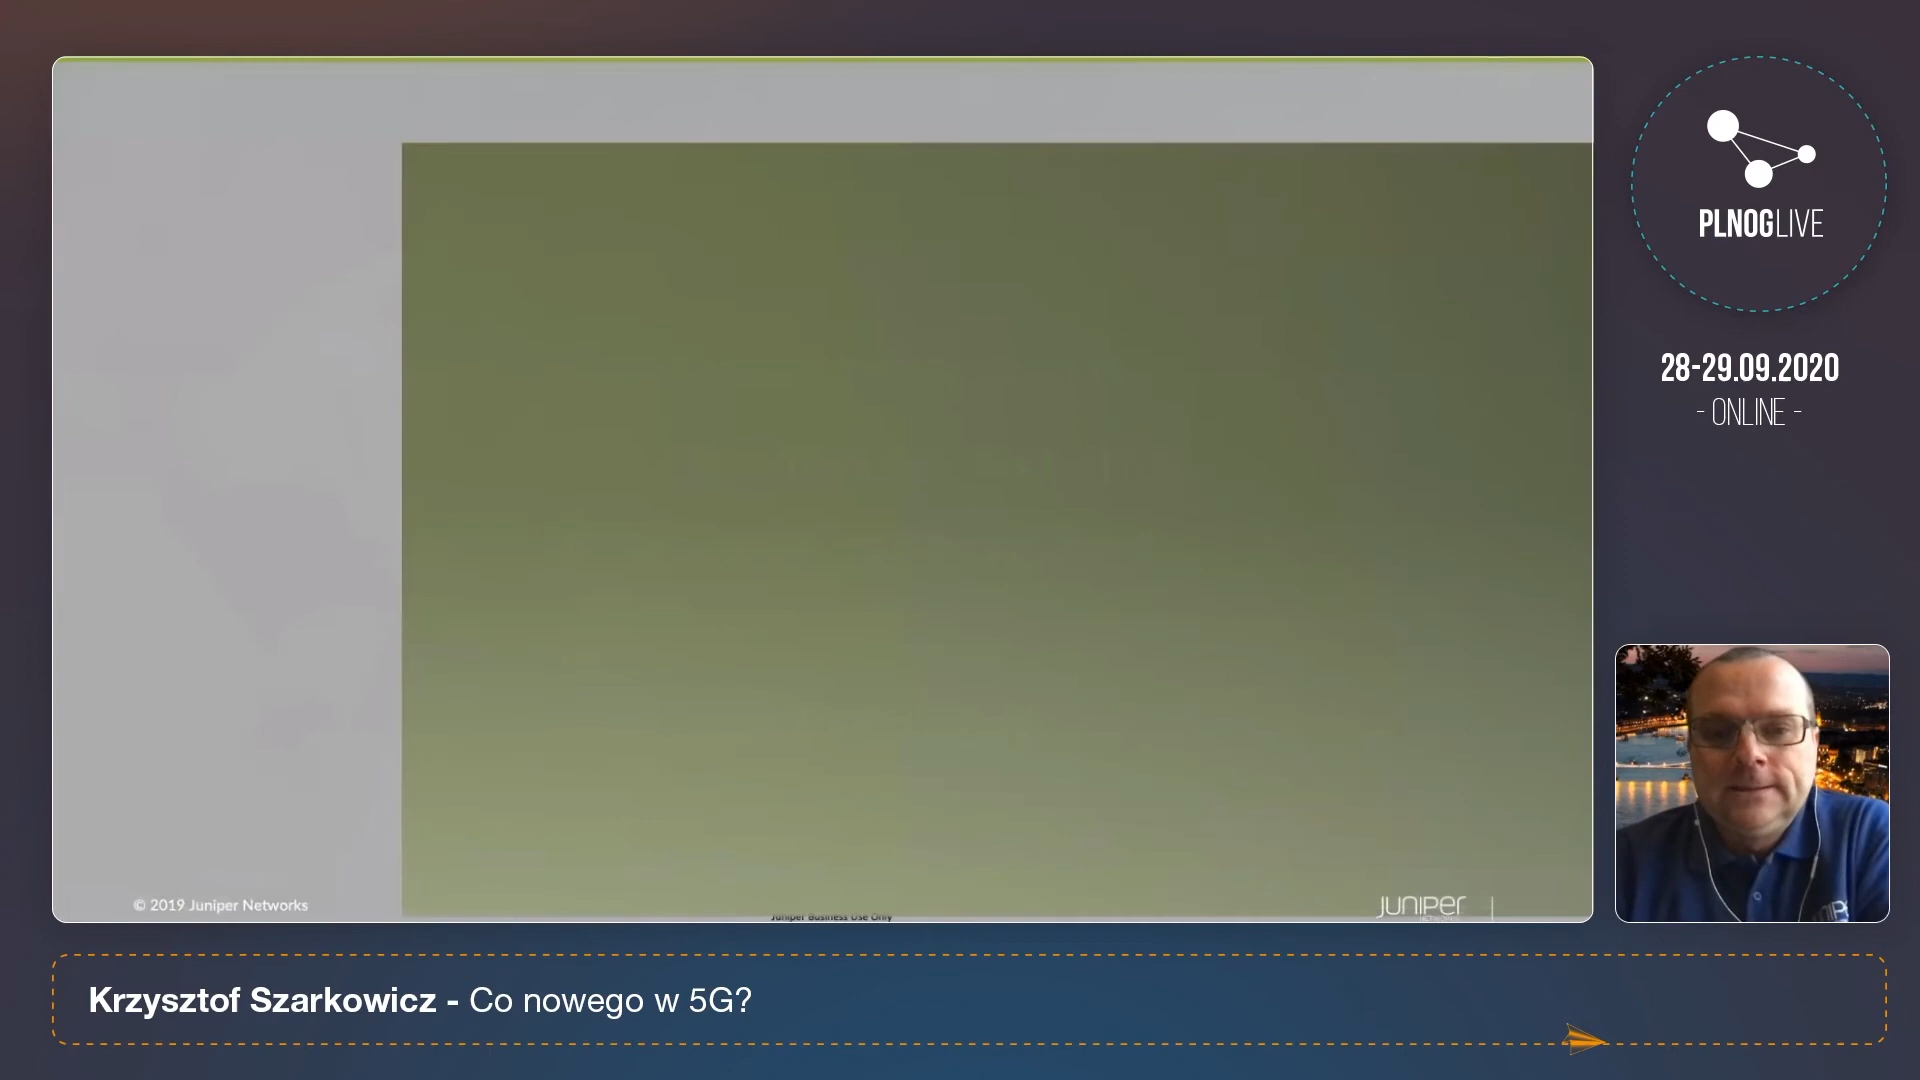 PLNOGLIVE
28-29.09.2020
- ONLINE -
© 2019 Juniper Networks
Juniper Business Use Only
JUNIPER
Krzysztof Szarkowicz - Co nowego w 5G?